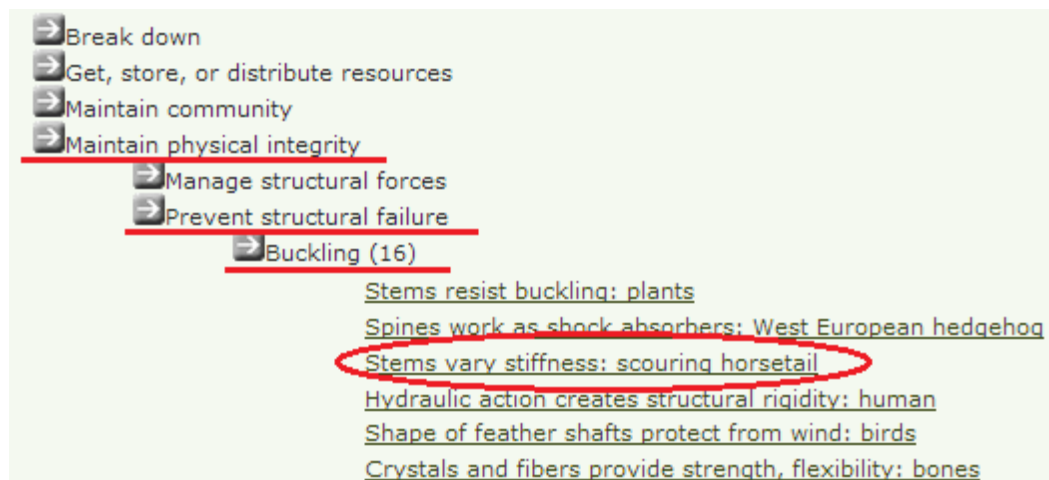 Break down
Get, store, or distribute resources
Maintain community
Maintain physical integrity
Manage structural forces
Prevent structural failure
Buckling (16)
Stems resist buckling: plants
Spines work as shock absorbers: West European hedgehog
Stems vary stiffness: scouring horsetail
Hydraulic action creates structural rigidity: human
Shape of feather shafts protect from wind: birds
Crystals and fibers provide strength, flexibility: bones